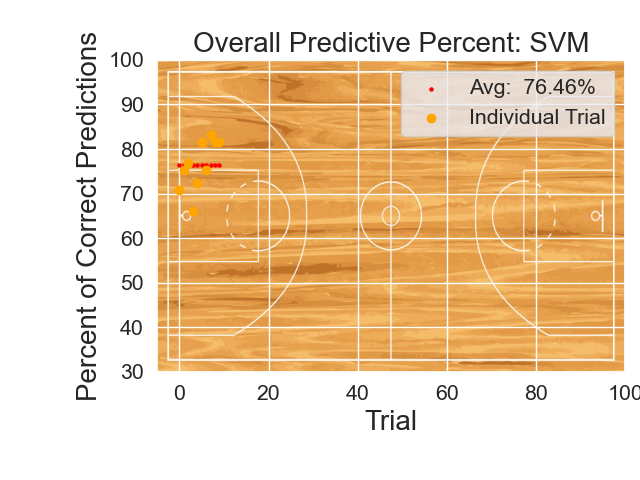 Overall Predictive Percent: SVM
Percent of Correct Predictions
100
90
80
70
60
50
40
30
Avg:  76.46%
Individual Trial
0 20 40 60 80 100
Trial